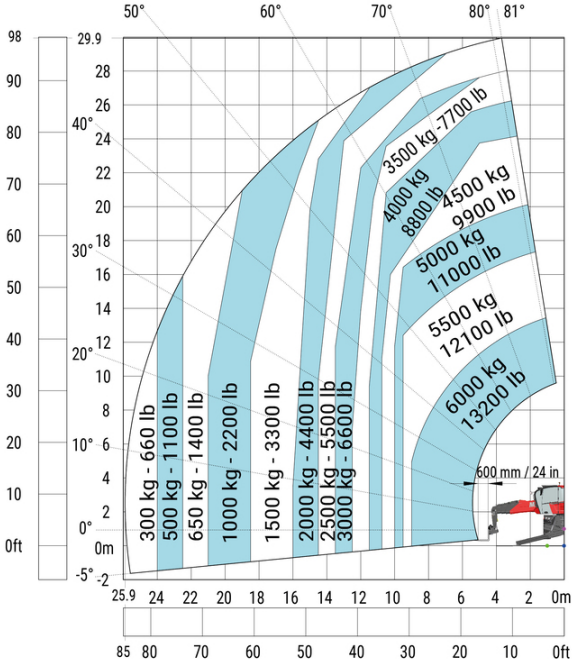 50°
60°
70°
80°
81°
98
29.9
90
28
26
80
24
40°
70
22
20
60
18
30°
50
16
14
40
12
20°
30
10
8
20
10°
6
4
10
2
0°
0ft
0m
-5°
-2
3500 kg -7700 lb
4000 kg
8800 lb
4500 kg
9900 lb
5000 kg
11000 lb
5500 kg
12100 lb
6000 kg
13200 lb
600 mm / 24 in
300 kg - 660 lb
500 kg - 1100 lb
650 kg - 1400 lb
1000 kg - 2200 lb
1500 kg - 3300 lb
2000 kg - 4400 lb
2500 kg - 5500 lb
3000 kg - 6600 lb
25.9 24 22 20 18 16 14 12 10 8 6 4 2 0m
85 80 70 60 50 40 30 20 10 0ft